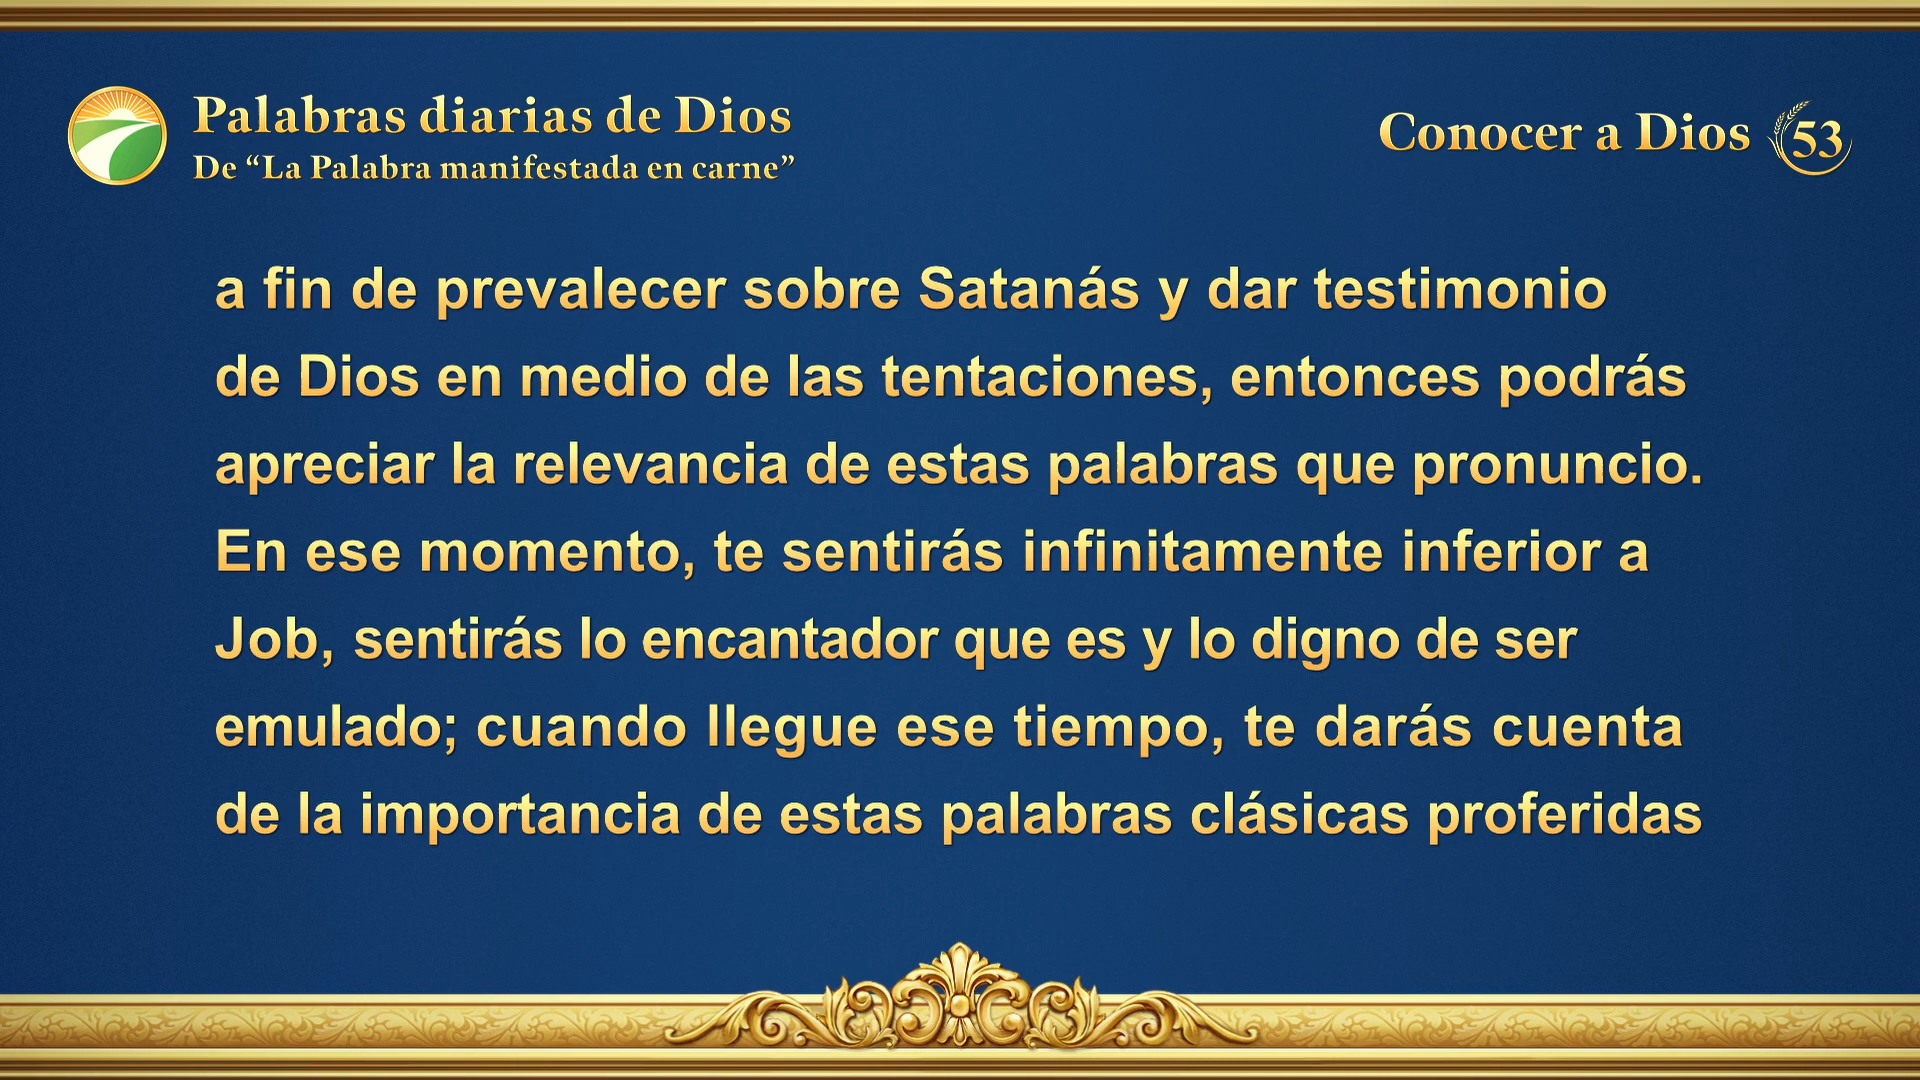 Palabras diarias de Dios
De “La Palabra manifestada en carne”
Conocer a Dios 53
a fin de prevalecer sobre Satanás y dar testimonio
de Dios en medio de las tentaciones, entonces podrás
apreciar la relevancia de estas palabras que pronuncio.
En ese momento, te sentirás infinitamente inferior a
Job, sentirás lo encantador que es y lo digno de ser
emulado; cuando llegue ese tiempo, te darás cuenta
de la importancia de estas palabras clásicas proferidas